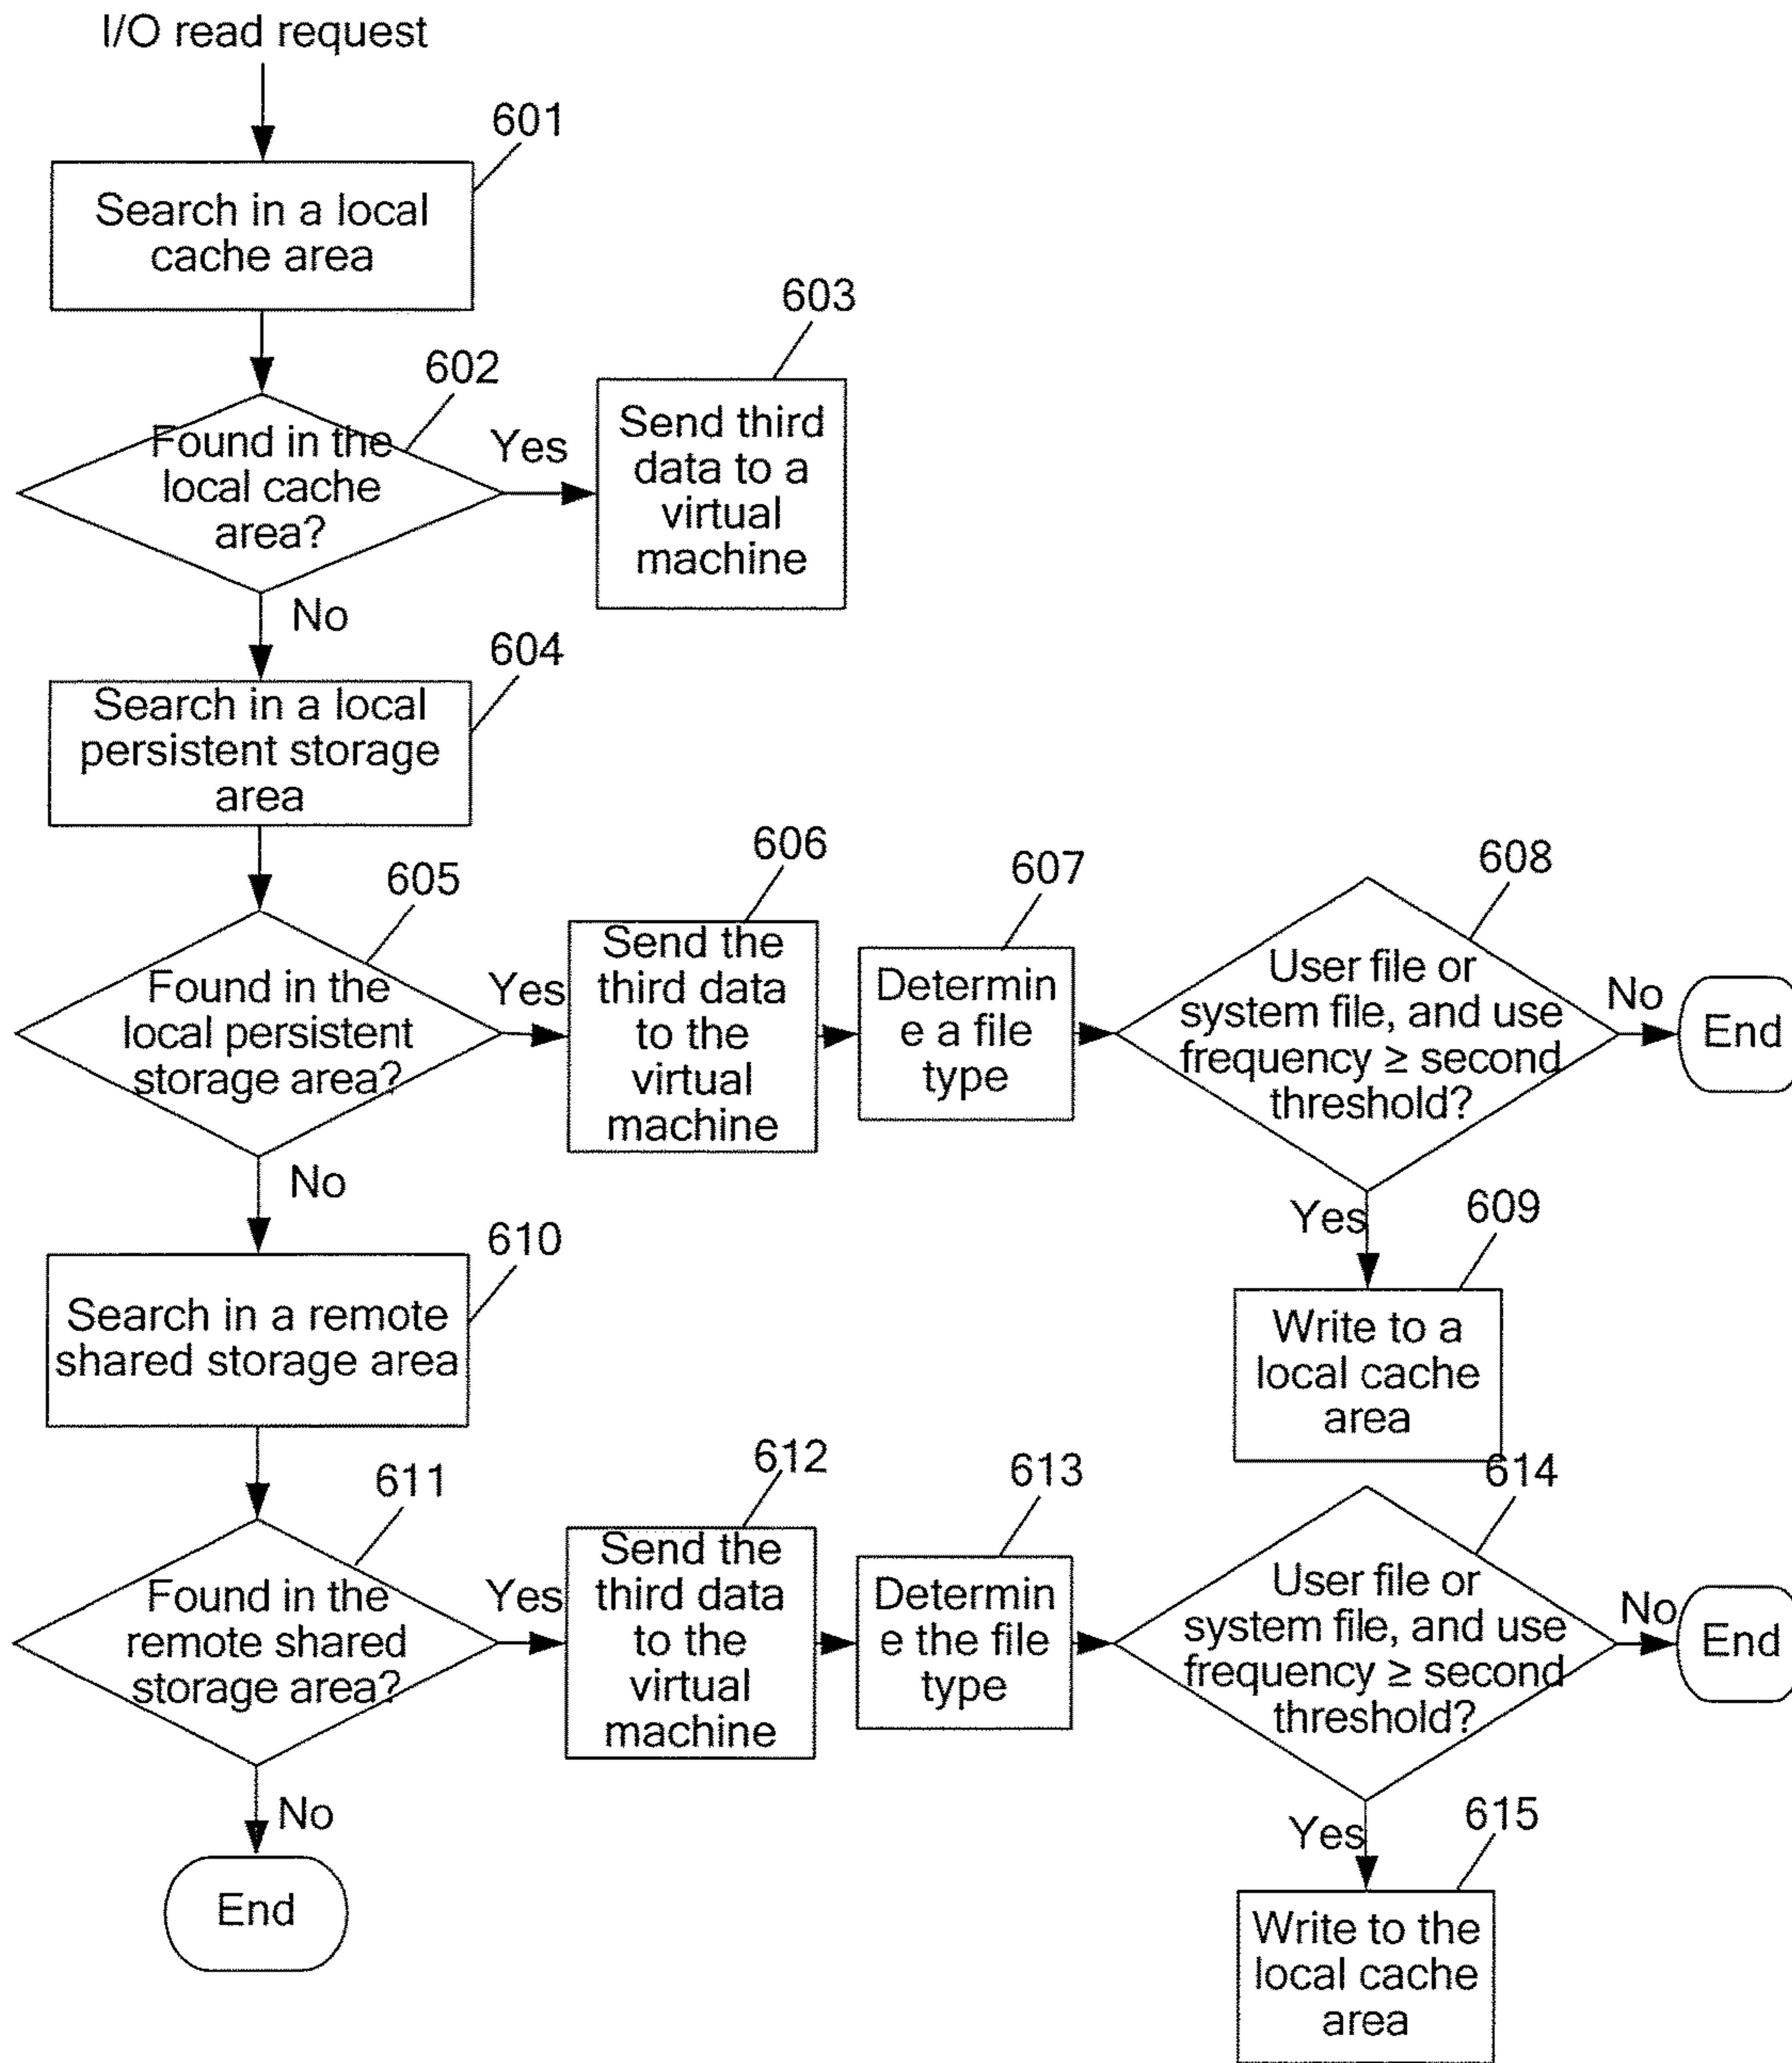 I/O read request
601
Search in a local
cache area
602
Found in the
local cache
area?
Yes
603
Send third
data to a
virtual
machine
No
604
Search in a local
persistent storage
area
605
Found in the
local persistent
storage area?
Yes
606
Send the
third data
to the
virtual
machine
607
Determin
e a file
type
608
User file or
system file, and use
frequency ≥ second
threshold?
No
End
Yes
609
Write to a
local cache
area
No
610
Search in a remote
shared storage area
611
Found in the
remote shared
storage area?
Yes
612
Send the
third data
to the
virtual
machine
613
Determin
e the file
type
614
User file or
system file, and use
frequency ≥ second
threshold?
No
End
Yes
615
Write to the
local cache
area
No
End